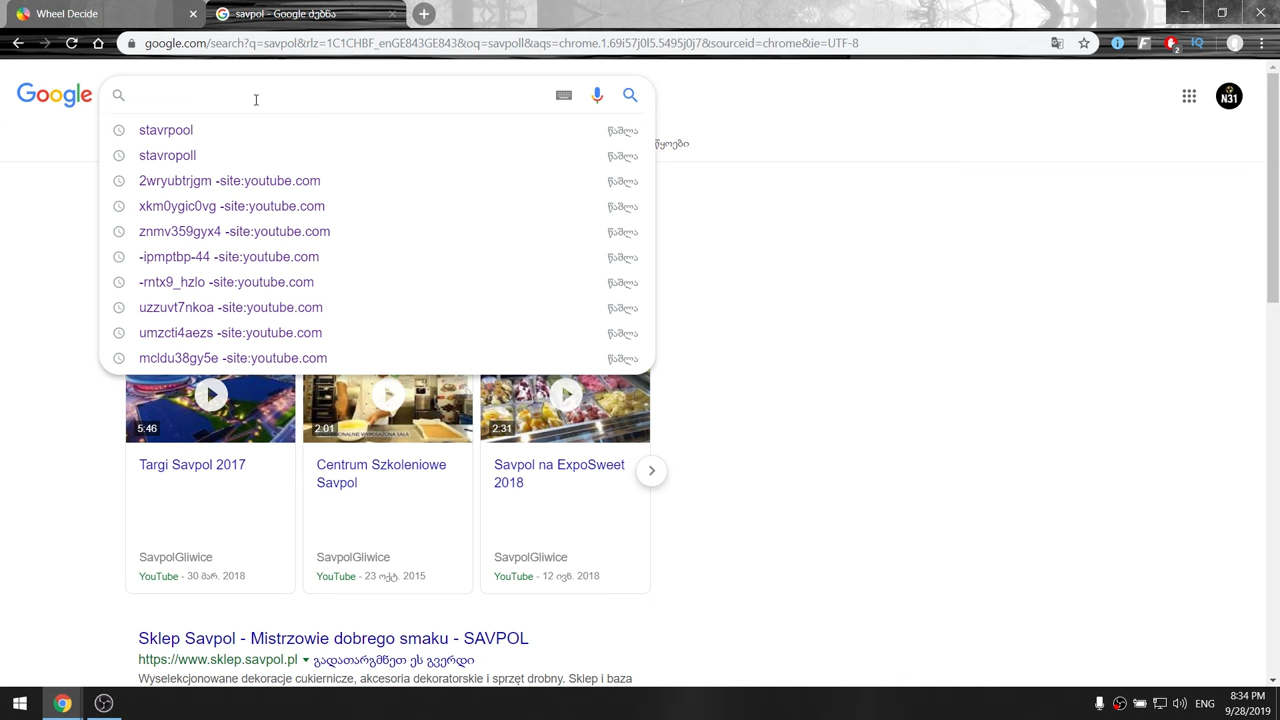 Wheel Decide
savpol - Google ძებნა
google.com/search?q=savpol&rlz=1C1CHBF_enGE843GE843&oq=savpoll&aqs=chrome.1.69i57j0l5.5495j0j7&sourceid=chrome&ie=UTF-8
2
IQ
Google
N31
stavrpool წაშლა
stavropoll წაშლა
წყოები
2wryubtrjgm -site:youtube.com წაშლა
xkm0ygic0vg -site:youtube.com წაშლა
znmv359gyx4 -site:youtube.com წაშლა
-ipmptbp-44 -site:youtube.com წაშლა
-rntx9_hzlo -site:youtube.com წაშლა
uzzuvt7nkoa -site:youtube.com წაშლა
umzcti4aezs -site:youtube.com წაშლა
mcldu38gy5e -site:youtube.com წაშლა
5:46
2:01
2:31
Targi Savpol 2017
Centrum Szkoleniowe
Savpol
Savpol na ExpoSweet
2018
SavpolGliwice
YouTube - 30 მარ. 2018
SavpolGliwice
YouTube - 23 ოქტ. 2015
SavpolGliwice
YouTube - 12 ივნ. 2018
Sklep Savpol - Mistrzowie dobrego smaku - SAVPOL
https://www.sklep.savpol.pl ▾ გადათარგმნეთ ეს გვერდი
Wyselekcjonowane dekoracje cukiernicze, akcesoria dekoratorskie i sprzęt drobny. Sklep i baza
ENG
8:34 PM
9/28/2019